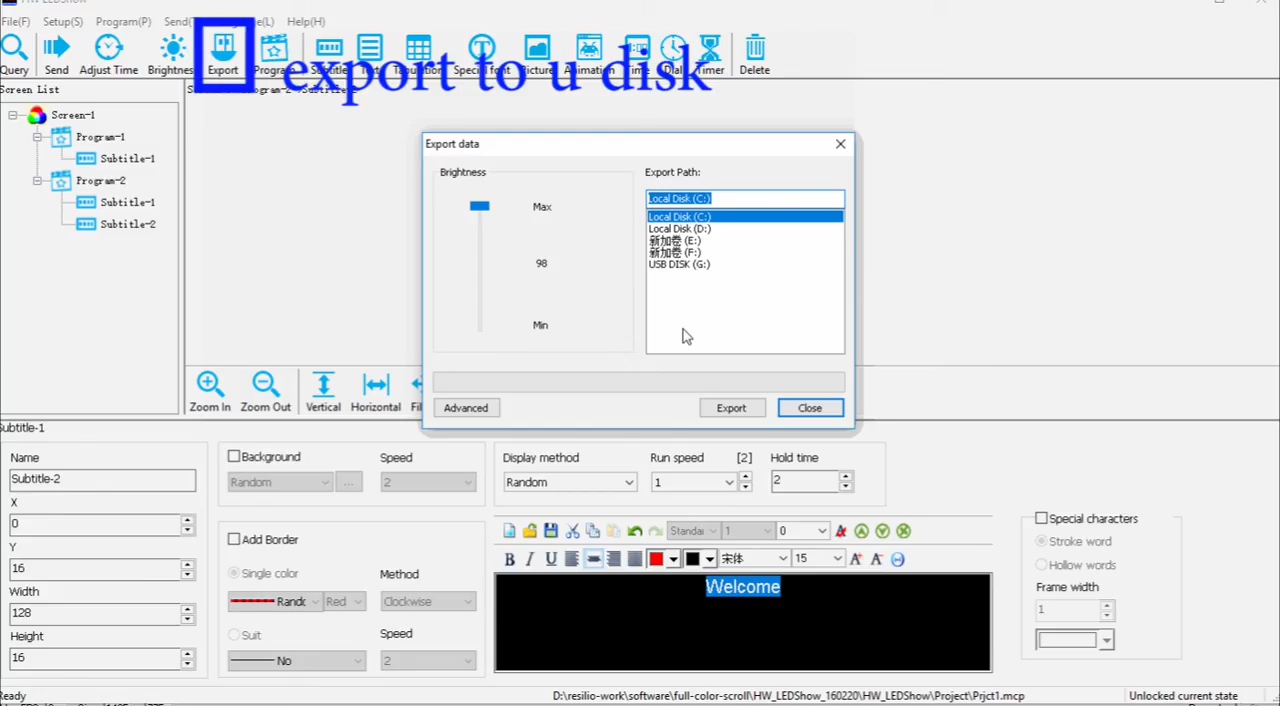 HW_LEDShow
File(F) Setup(S) Program(P) Send( (L) Help(H)
Query Send Adjust Time Brightness Export Program Subtitle Tabulation Special font Picture Animation Time Dial Timer Delete
export to u disk
Screen List
Screen-1
Program-1
Subtitle-1
Program-2
Subtitle-1
Subtitle-2
Export data
Brightness
Max
98
Min
Export Path:
Local Disk (C:)
Local Disk (C:)
Local Disk (D:)
新加卷 (E:)
新加卷 (F:)
USB DISK (G:)
Advanced Export Close
Zoom In Zoom Out Vertical Horizontal Fil
Subtitle-1
Name
Subtitle-2
X
0
Y
16
Width
128
Height
16
Background Speed
Random ... 2
Add Border
Single color Method
Rando Red Clockwise
Suit Speed
No 2
Display method Run speed [2] Hold time
Random 1 2
Standa 1 0
B I U 宋体 15 A A
Welcome
Special characters
Stroke word
Hollow words
Frame width
1
Ready D:\resilio-work\software\full-color-scroll\HW_LEDShow_160220\HW_LEDShow\Project\Prjct1.mcp Unlocked current state